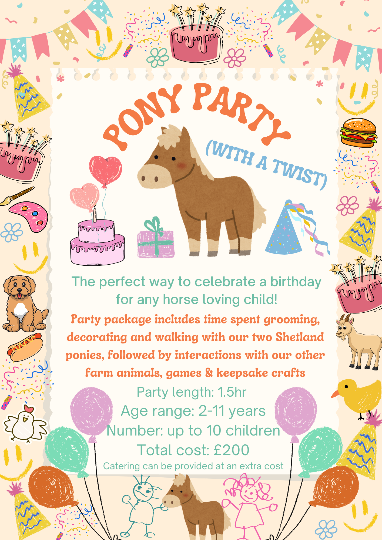 PONY PARTY
(WITH A TWIST)
The perfect way to celebrate a birthday
for any horse loving child!
Party package includes time spent grooming,
decorating and walking with our two Shetland
ponies, followed by interactions with our other
farm animals, games & keepsake crafts
Party length: 1.5hr
Age range: 2-11 years
Number: up to 10 children
Total cost: £200
Catering can be provided at an extra cost